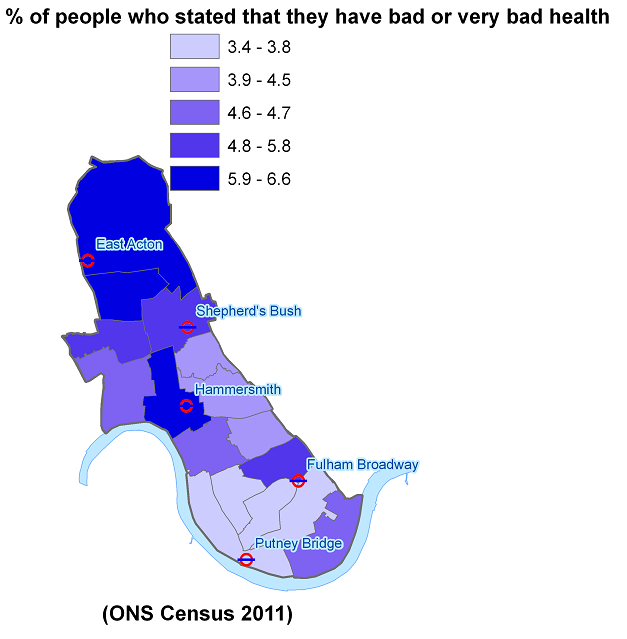 % of people who stated that they have bad or very bad health
3.4 - 3.8
3.9 - 4.5
4.6 - 4.7
4.8 - 5.8
5.9 - 6.6
East Acton
Shepherd's Bush
Hammersmith
Fulham Broadway
Putney Bridge
(ONS Census 2011)